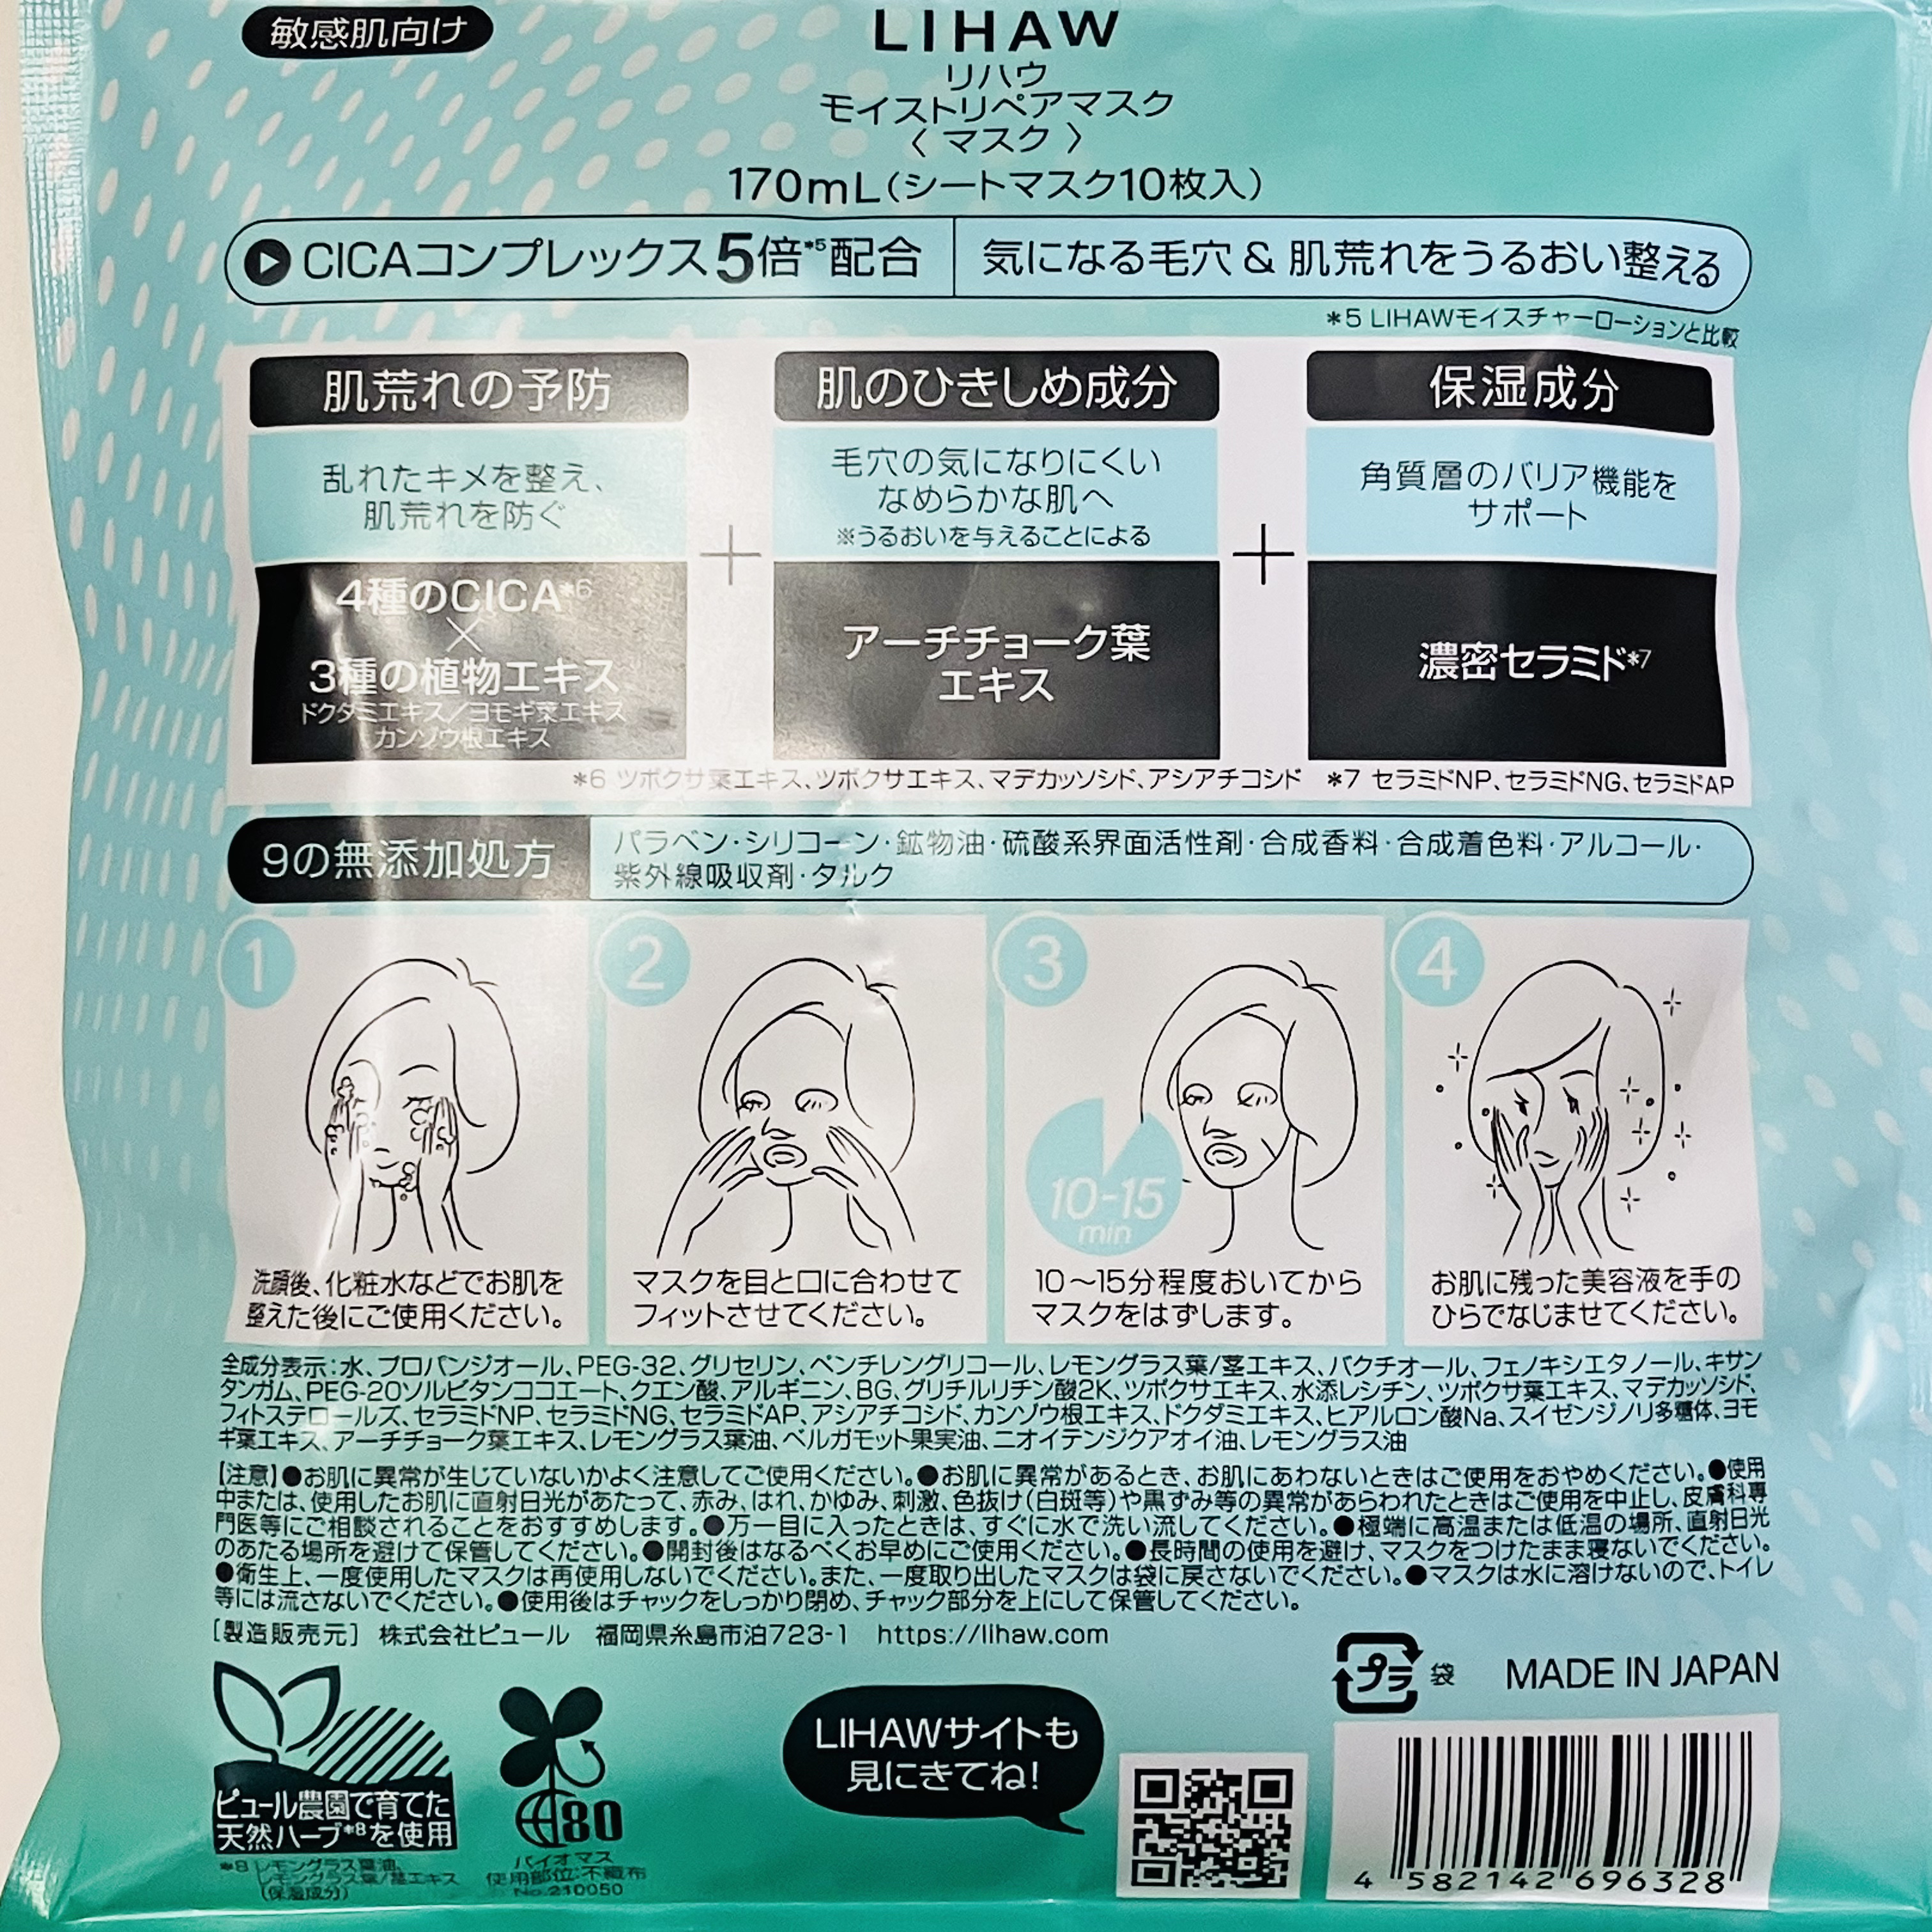 敏感肌向け
LIHAW
リハウ
モイストリペアマスク
〈マスク〉
170mL(シートマスク10枚入)
CICAコンプレックス5倍*5配合
気になる毛穴&肌荒れをうるおい整える
*5 LIHAWモイスチャーローションと比較
肌荒れの予防
乱れたキメを整え、
肌荒れを防ぐ
4種のCICA*6
×
3種の植物エキス
ドクダミエキス/ヨモギ葉エキス
カンゾウ根エキス
+
肌のひきしめ成分
毛穴の気になりにくい
なめらかな肌へ
※うるおいを与えることによる
アーチチョーク葉
エキス
+
保湿成分
角質層のバリア機能を
サポート
濃密セラミド*7
*6 ツボクサ葉エキス、ツボクサエキス、マデカッソシド、アシアチコシド *7 セラミドNP、セラミドNG、セラミドAP
9の無添加処方
パラベン・シリコーン・鉱物油・硫酸系界面活性剤・合成香料・合成着色料・アルコール・
紫外線吸収剤・タルク
1
洗顔後、化粧水などでお肌を
整えた後にご使用ください。
2
マスクを目と口に合わせて
フィットさせてください。
3
10-15
min
10〜15分程度おいてから
マスクをはずします。
4
お肌に残った美容液を手の
ひらでなじませてください。
全成分表示:水、プロパンジオール、PEG-32、グリセリン、ペンチレングリコール、レモングラス葉/茎エキス、バクチオール、フェノキシエタノール、キサン
タンガム、PEG-20ソルビタンココエート、クエン酸、アルギニン、BG、グリチルリチン酸2K、ツボクサエキス、水添レシチン、ツボクサ葉エキス、マデカッソシド、
フィトステロールズ、セラミドNP、セラミドNG、セラミドAP、アシアチコシド、カンゾウ根エキス、ドクダミエキス、ヒアルロン酸Na、スイゼンジノリ多糖体、ヨモ
ギ葉エキス、アーチチョーク葉エキス、レモングラス葉油、ベルガモット果実油、ニオイテンジクアオイ油、レモングラス油
【注意】●お肌に異常が生じていないかよく注意してご使用ください。●お肌に異常があるとき、お肌にあわないときはご使用をおやめください。●使用
中または、使用したお肌に直射日光があたって、赤み、はれ、かゆみ、刺激、色抜け(白斑等)や黒ずみ等の異常があらわれたときはご使用を中止し、皮膚科専
門医等にご相談されることをおすすめします。●万一目に入ったときは、すぐに水で洗い流してください。●極端に高温または低温の場所、直射日光
のあたる場所を避けて保管してください。●開封後はなるべくお早めにご使用ください。●長時間の使用を避け、マスクをつけたまま寝ないでください。
●衛生上、一度使用したマスクは再使用しないでください。また、一度取り出したマスクは袋に戻さないでください。●マスクは水に溶けないので、トイレ
等には流さないでください。●使用後はチャックをしっかり閉め、チャック部分を上にして保管してください。
[製造販売元] 株式会社ピュール 福岡県糸島市泊723-1 https://lihaw.com
ピュール農園で育てた
天然ハーブ*8を使用
*8 レモングラス葉油、
レモングラス葉/茎エキス
(保湿成分)
80
バイオマス
使用部位:不織布
No.210050
LIHAWサイトも
見にきてね!
プラ 袋
MADE IN JAPAN
4 582142 696328